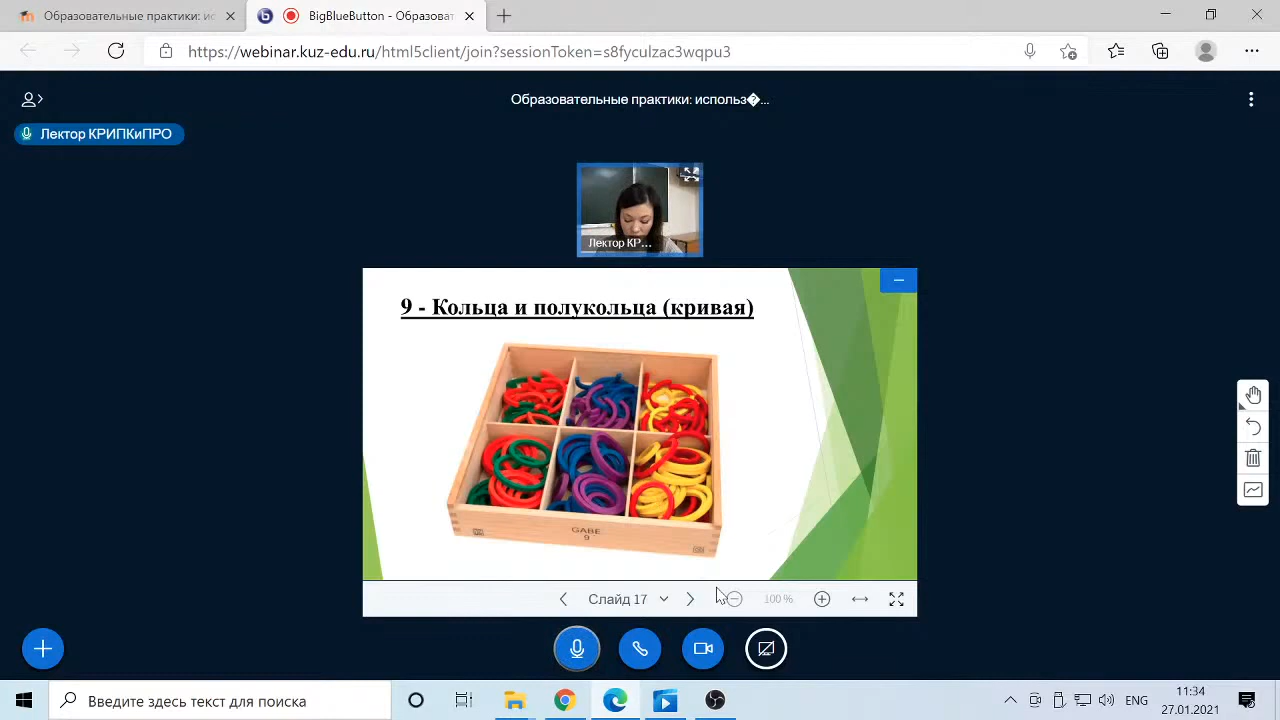 Образовательные практики: ис
BigBlueButton - Образоват
https://webinar.kuz-edu.ru/html5client/join?sessionToken=s8fyculzac3wqpu3
Образовательные практики: использ�...
Лектор КРИПКиПРО
Лектор КР...
9 - Кольца и полукольца (кривая)
GABE
9
Слайд 17
100 %
Введите здесь текст для поиска
ENG
11:34
27.01.2021